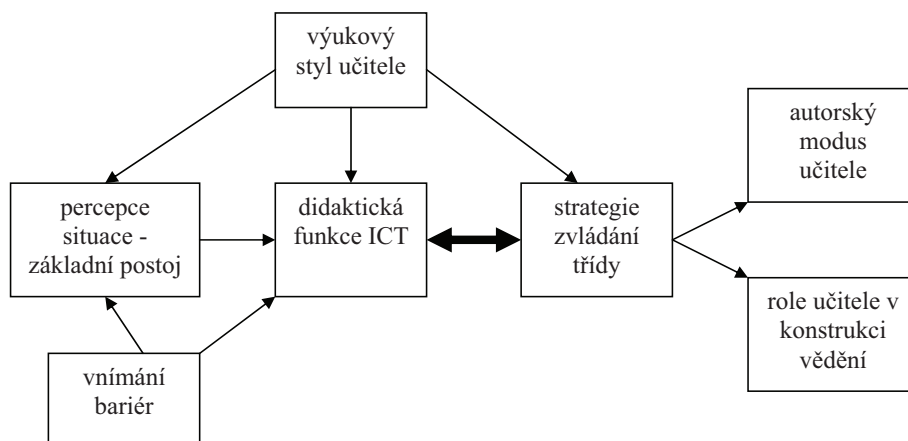 výukový
styl učitele
autorský
modus
učitele
percepce
situace -
základní postoj
didaktická
funkce ICT
strategie
zvládání
třídy
role učitele v
konstrukci
vědění
vnímání
bariér